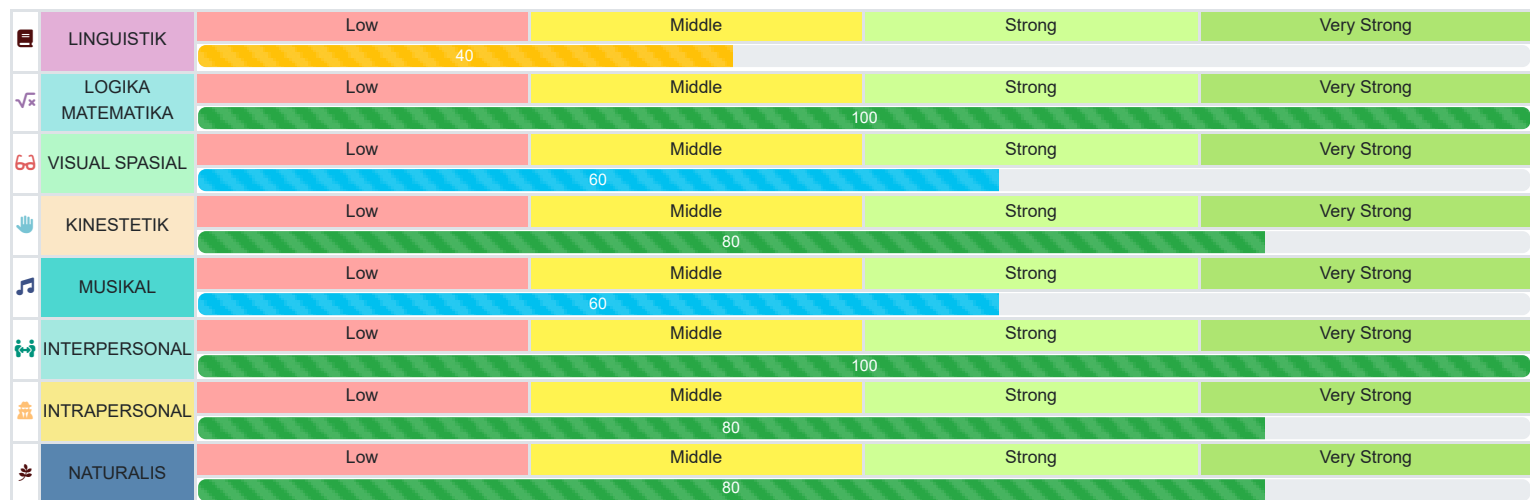 LINGUISTIK
Low Middle Strong Very Strong
40
LOGIKA
MATEMATIKA
Low Middle Strong Very Strong
100
VISUAL SPASIAL
Low Middle Strong Very Strong
60
KINESTETIK
Low Middle Strong Very Strong
80
MUSIKAL
Low Middle Strong Very Strong
60
INTERPERSONAL
Low Middle Strong Very Strong
100
INTRAPERSONAL
Low Middle Strong Very Strong
80
NATURALIS
Low Middle Strong Very Strong
80